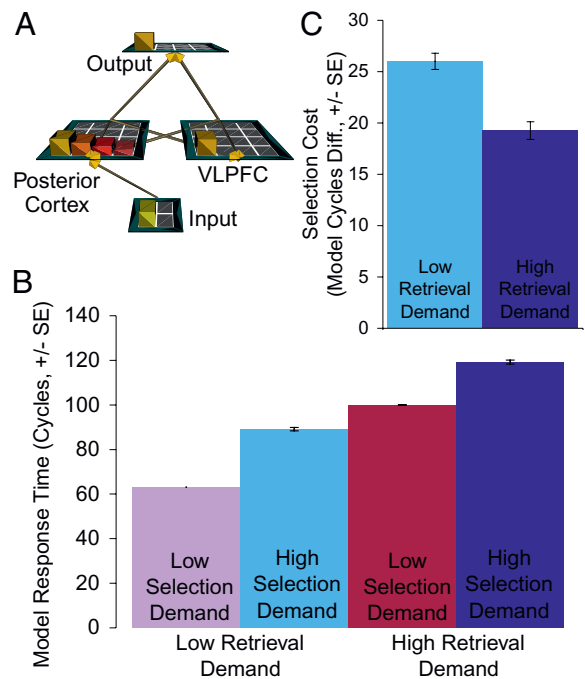 A
Output
Posterior
Cortex
VLPFC
Input
C
Selection Cost
(Model Cycles Diff., +/- SE)
30
25
20
15
10
5
0
Low
Retrieval
Demand
High
Retrieval
Demand
B
Model Response Time (Cycles, +/- SE)
140
120
100
80
60
40
20
0
Low
Selection
Demand
High
Selection
Demand
Low
Selection
Demand
High
Selection
Demand
Low Retrieval
Demand
High Retrieval
Demand